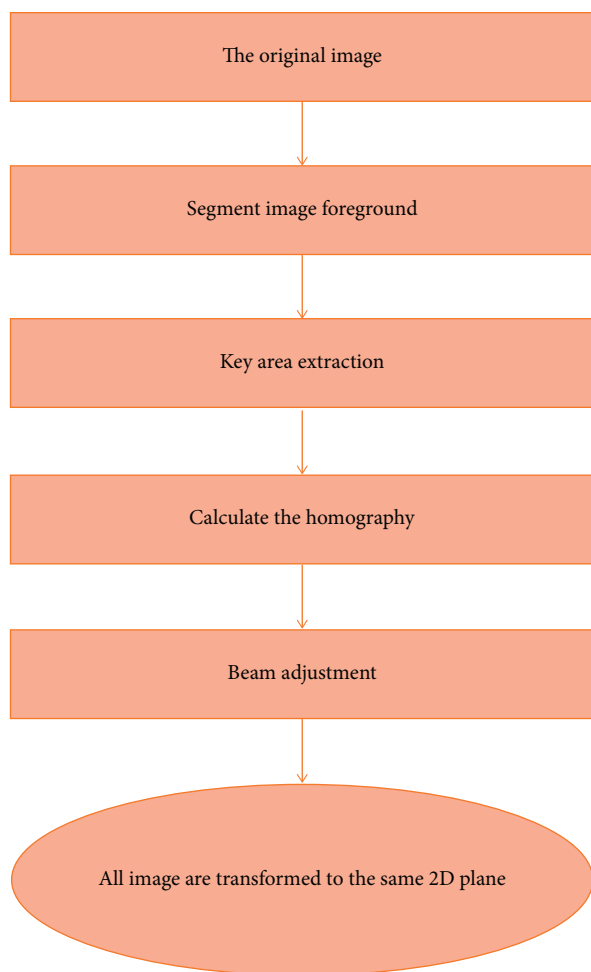 The original image
Segment image foreground
Key area extraction
Calculate the homography
Beam adjustment
All image are transformed to the same 2D plane